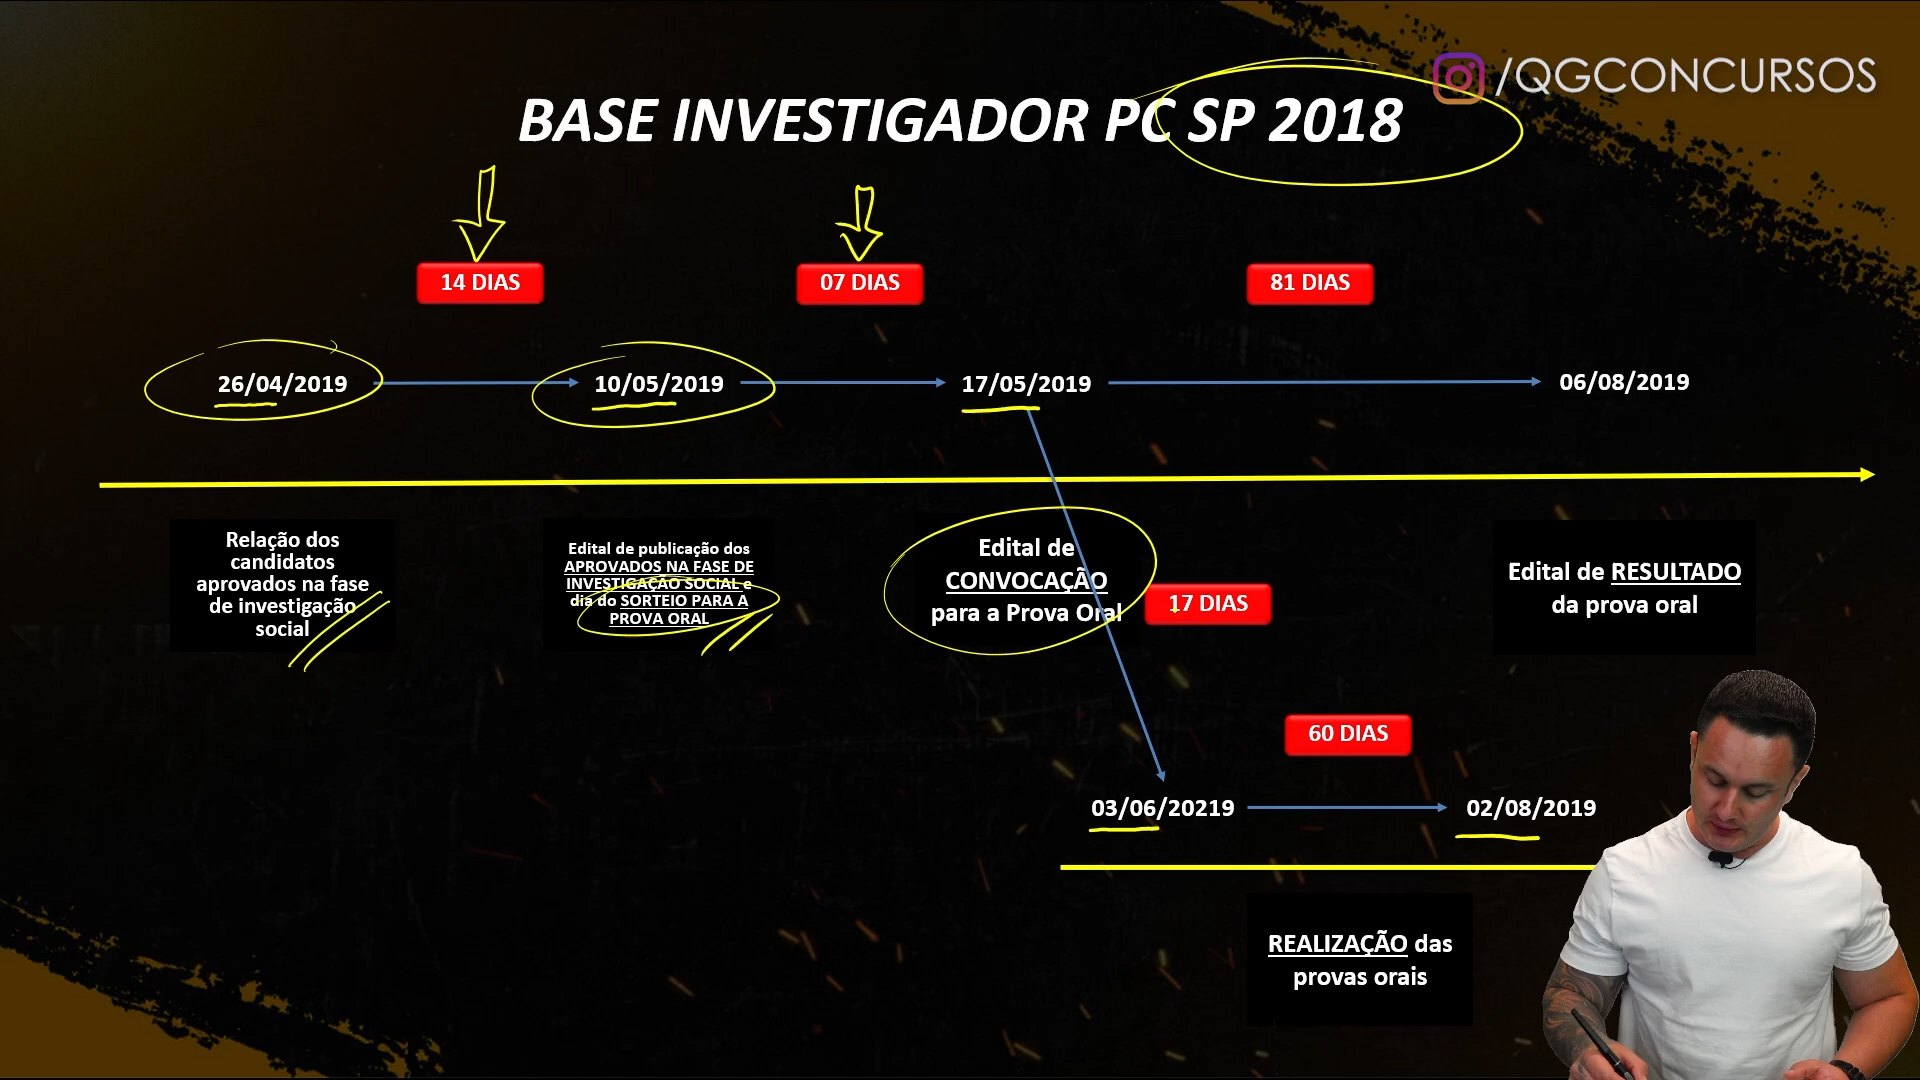 /QGCONCURSOS
BASE INVESTIGADOR PC SP 2018
14 DIAS
07 DIAS
81 DIAS
26/04/2019
10/05/2019
17/05/2019
06/08/2019
Relação dos
candidatos
aprovados na fase
de investigação
social
Edital de publicação dos
APROVADOS NA FASE DE
INVESTIGAÇÃO SOCIAL e
dia do SORTEIO PARA A
PROVA ORAL
Edital de
CONVOCAÇÃO
para a Prova Oral
17 DIAS
Edital de RESULTADO
da prova oral
60 DIAS
03/06/20219
02/08/2019
REALIZAÇÃO das
provas orais